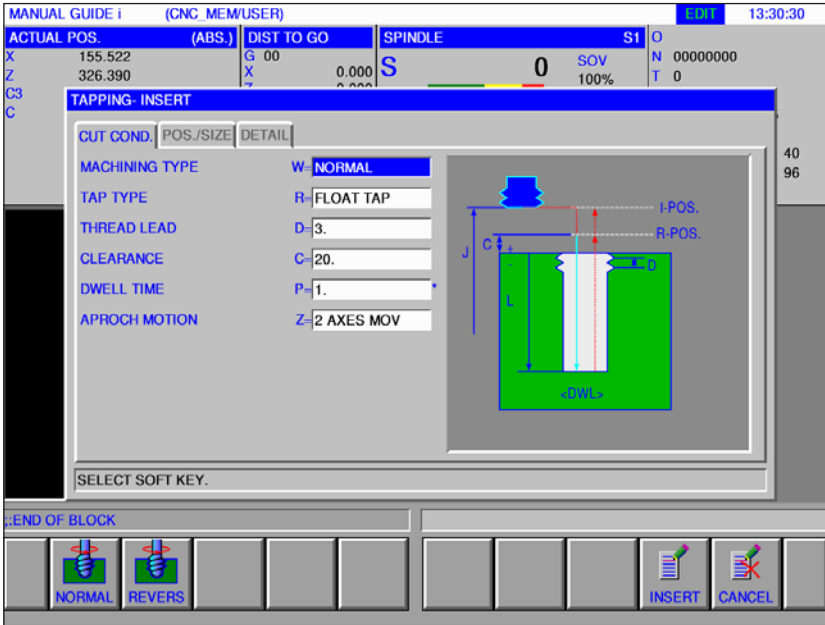 MANUAL GUIDE i (CNC_MEM/USER) EDIT 13:30:30
ACTUAL POS. (ABS.) DIST TO GO SPINDLE S1 O
X 155.522 G 00 S 0 SOV N 00000000
Z 326.390 X 0.000 100% T 0
C3
C
40
96
TAPPING- INSERT
CUT COND. POS./SIZE DETAIL
MACHINING TYPE W=NORMAL
TAP TYPE R=FLOAT TAP
THREAD LEAD D=3.
CLEARANCE C=20.
DWELL TIME P=1. *
APROCH MOTION Z=2 AXES MOV
I-POS.
R-POS.
J C + - D
L
<DWL>
SELECT SOFT KEY.
;:END OF BLOCK
NORMAL REVERS INSERT CANCEL